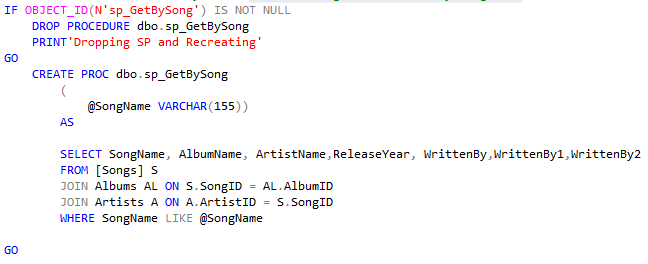 IF OBJECT_ID(N'sp_GetBySong') IS NOT NULL
DROP PROCEDURE dbo.sp_GetBySong
PRINT'Dropping SP and Recreating'
GO
CREATE PROC dbo.sp_GetBySong
(
@SongName VARCHAR(155))
AS
SELECT SongName, AlbumName, ArtistName,ReleaseYear, WrittenBy,WrittenBy1,WrittenBy2
FROM [Songs] S
JOIN Albums AL ON S.SongID = AL.AlbumID
JOIN Artists A ON A.ArtistID = S.SongID
WHERE SongName LIKE @SongName
GO